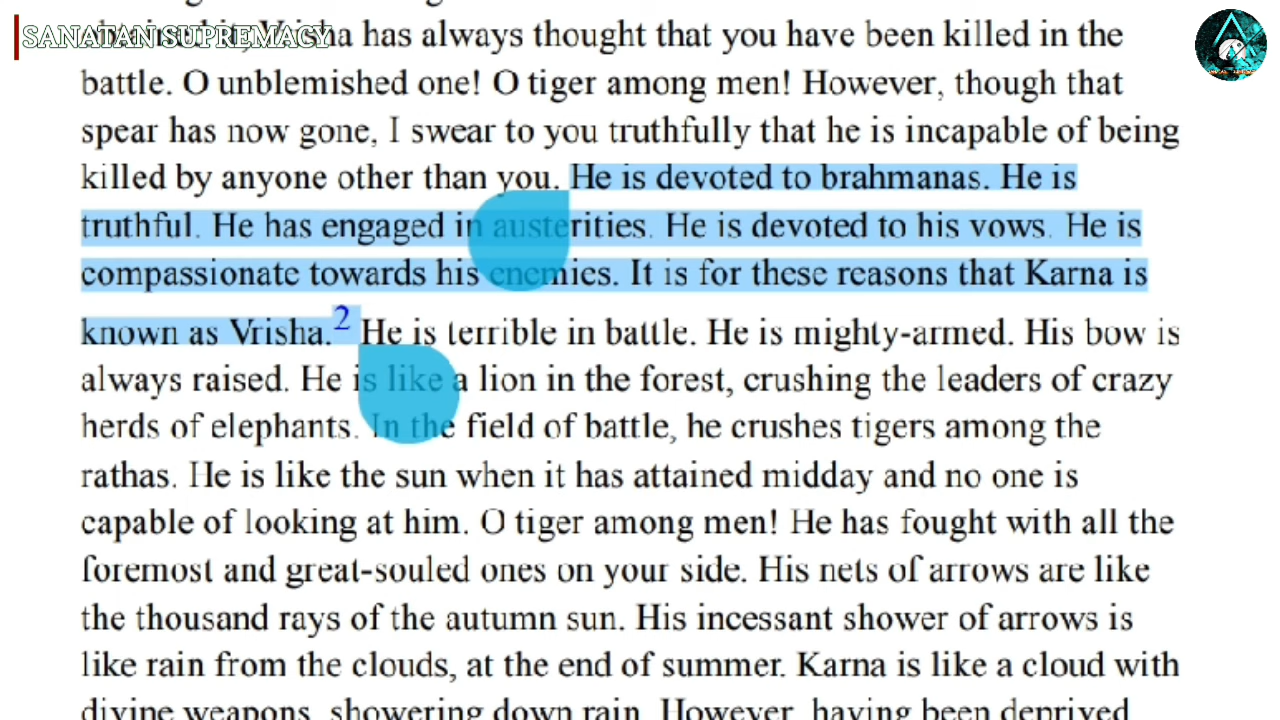 SANATAN SUPREMACY
has always thought that you have been killed in the
battle. O unblemished one! O tiger among men! However, though that
spear has now gone, I swear to you truthfully that he is incapable of being
killed by anyone other than you. He is devoted to brahmanas. He is
truthful. He has engaged in austerities. He is devoted to his vows. He is
compassionate towards his enemies. It is for these reasons that Karna is
known as Vrisha.2 He is terrible in battle. He is mighty-armed. His bow is
always raised. He is like a lion in the forest, crushing the leaders of crazy
herds of elephants. In the field of battle, he crushes tigers among the
rathas. He is like the sun when it has attained midday and no one is
capable of looking at him. O tiger among men! He has fought with all the
foremost and great-souled ones on your side. His nets of arrows are like
the thousand rays of the autumn sun. His incessant shower of arrows is
like rain from the clouds, at the end of summer. Karna is like a cloud with
divine weapons, showering down rain. However, having been deprived